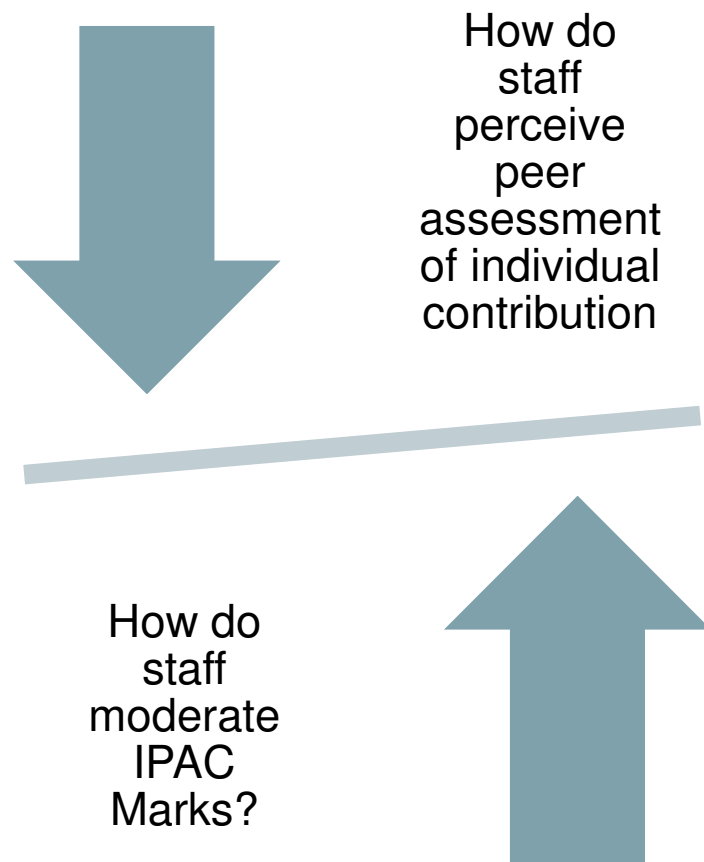 How do
staff
perceive
peer
assessment
of individual
contribution
How do
staff
moderate
IPAC
Marks?